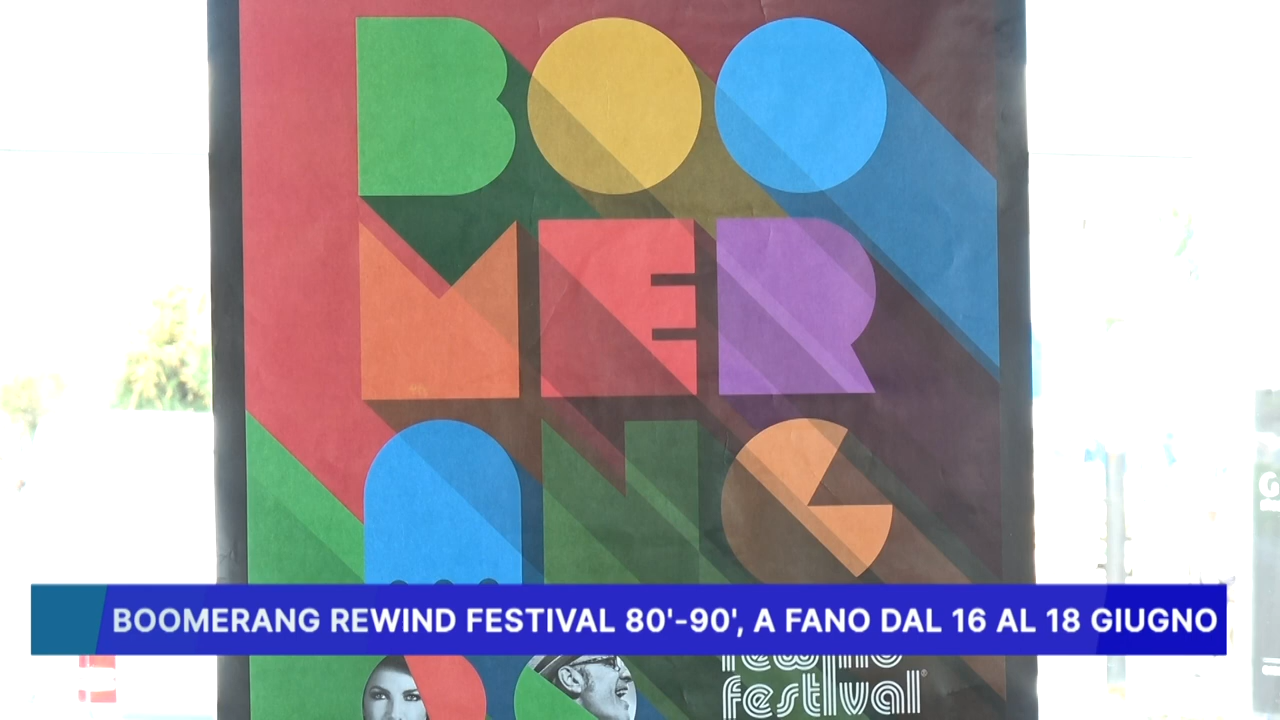 BOO
MER
ANG
BOOMERANG REWIND FESTIVAL 80'-90', A FANO DAL 16 AL 18 GIUGNO
rewind
festival®